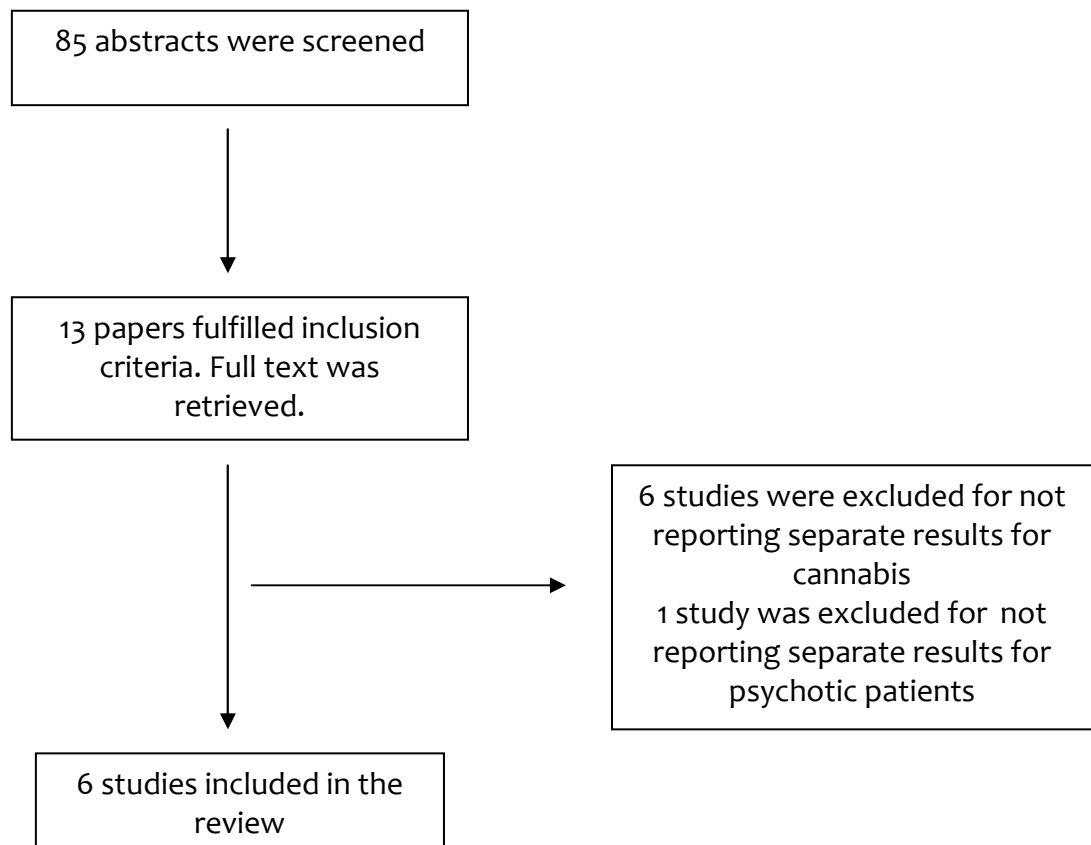 85 abstracts were screened
13 papers fulfilled inclusion
criteria. Full text was
retrieved.
6 studies were excluded for not
reporting separate results for
cannabis
1 study was excluded for  not
reporting separate results for
psychotic patients
6 studies included in the
review